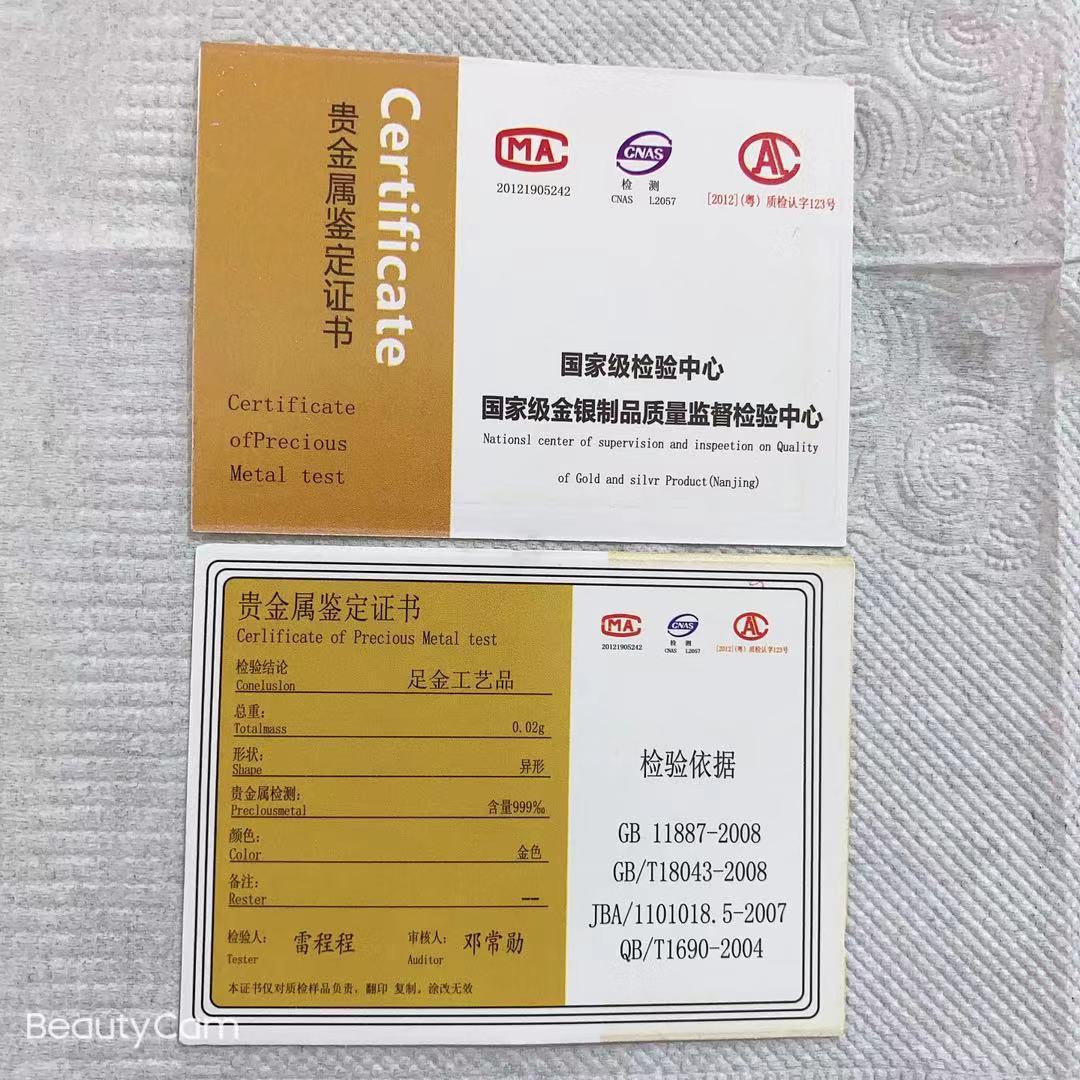 贵金属鉴定证书
Certificate
Certificate
ofPrecious
Metal test
MA
20121905242
CNAS
检 测
CNAS L2057
AL
[2012](粤) 质检认字123号
国家级检验中心
国家级金银制品质量监督检验中心
Nationsl center of supervision and inspeetion on Quality
of Gold and silvr Product(Nanjing)
贵金属鉴定证书
Cerlificate of Precious Metal test
检验结论
Coneluslon
足金工艺品
总重:
Totalmass
0.02g
形状:
Shape
异形
贵金属检测:
Preclousmetal
含量999‰
颜色:
Color
金色
备注:
Rester
--
检验人:
Tester
雷程程
审核人:
Auditor
邓常勋
本证书仅对质检样品负责, 翻印 复制, 涂改无效
MA
20121905242
CNAS
检 测
CNAS L2057
AL
[2012](粤) 质检认字123号
检验依据
GB 11887-2008
GB/T18043-2008
JBA/1101018.5-2007
QB/T1690-2004
BeautyCam